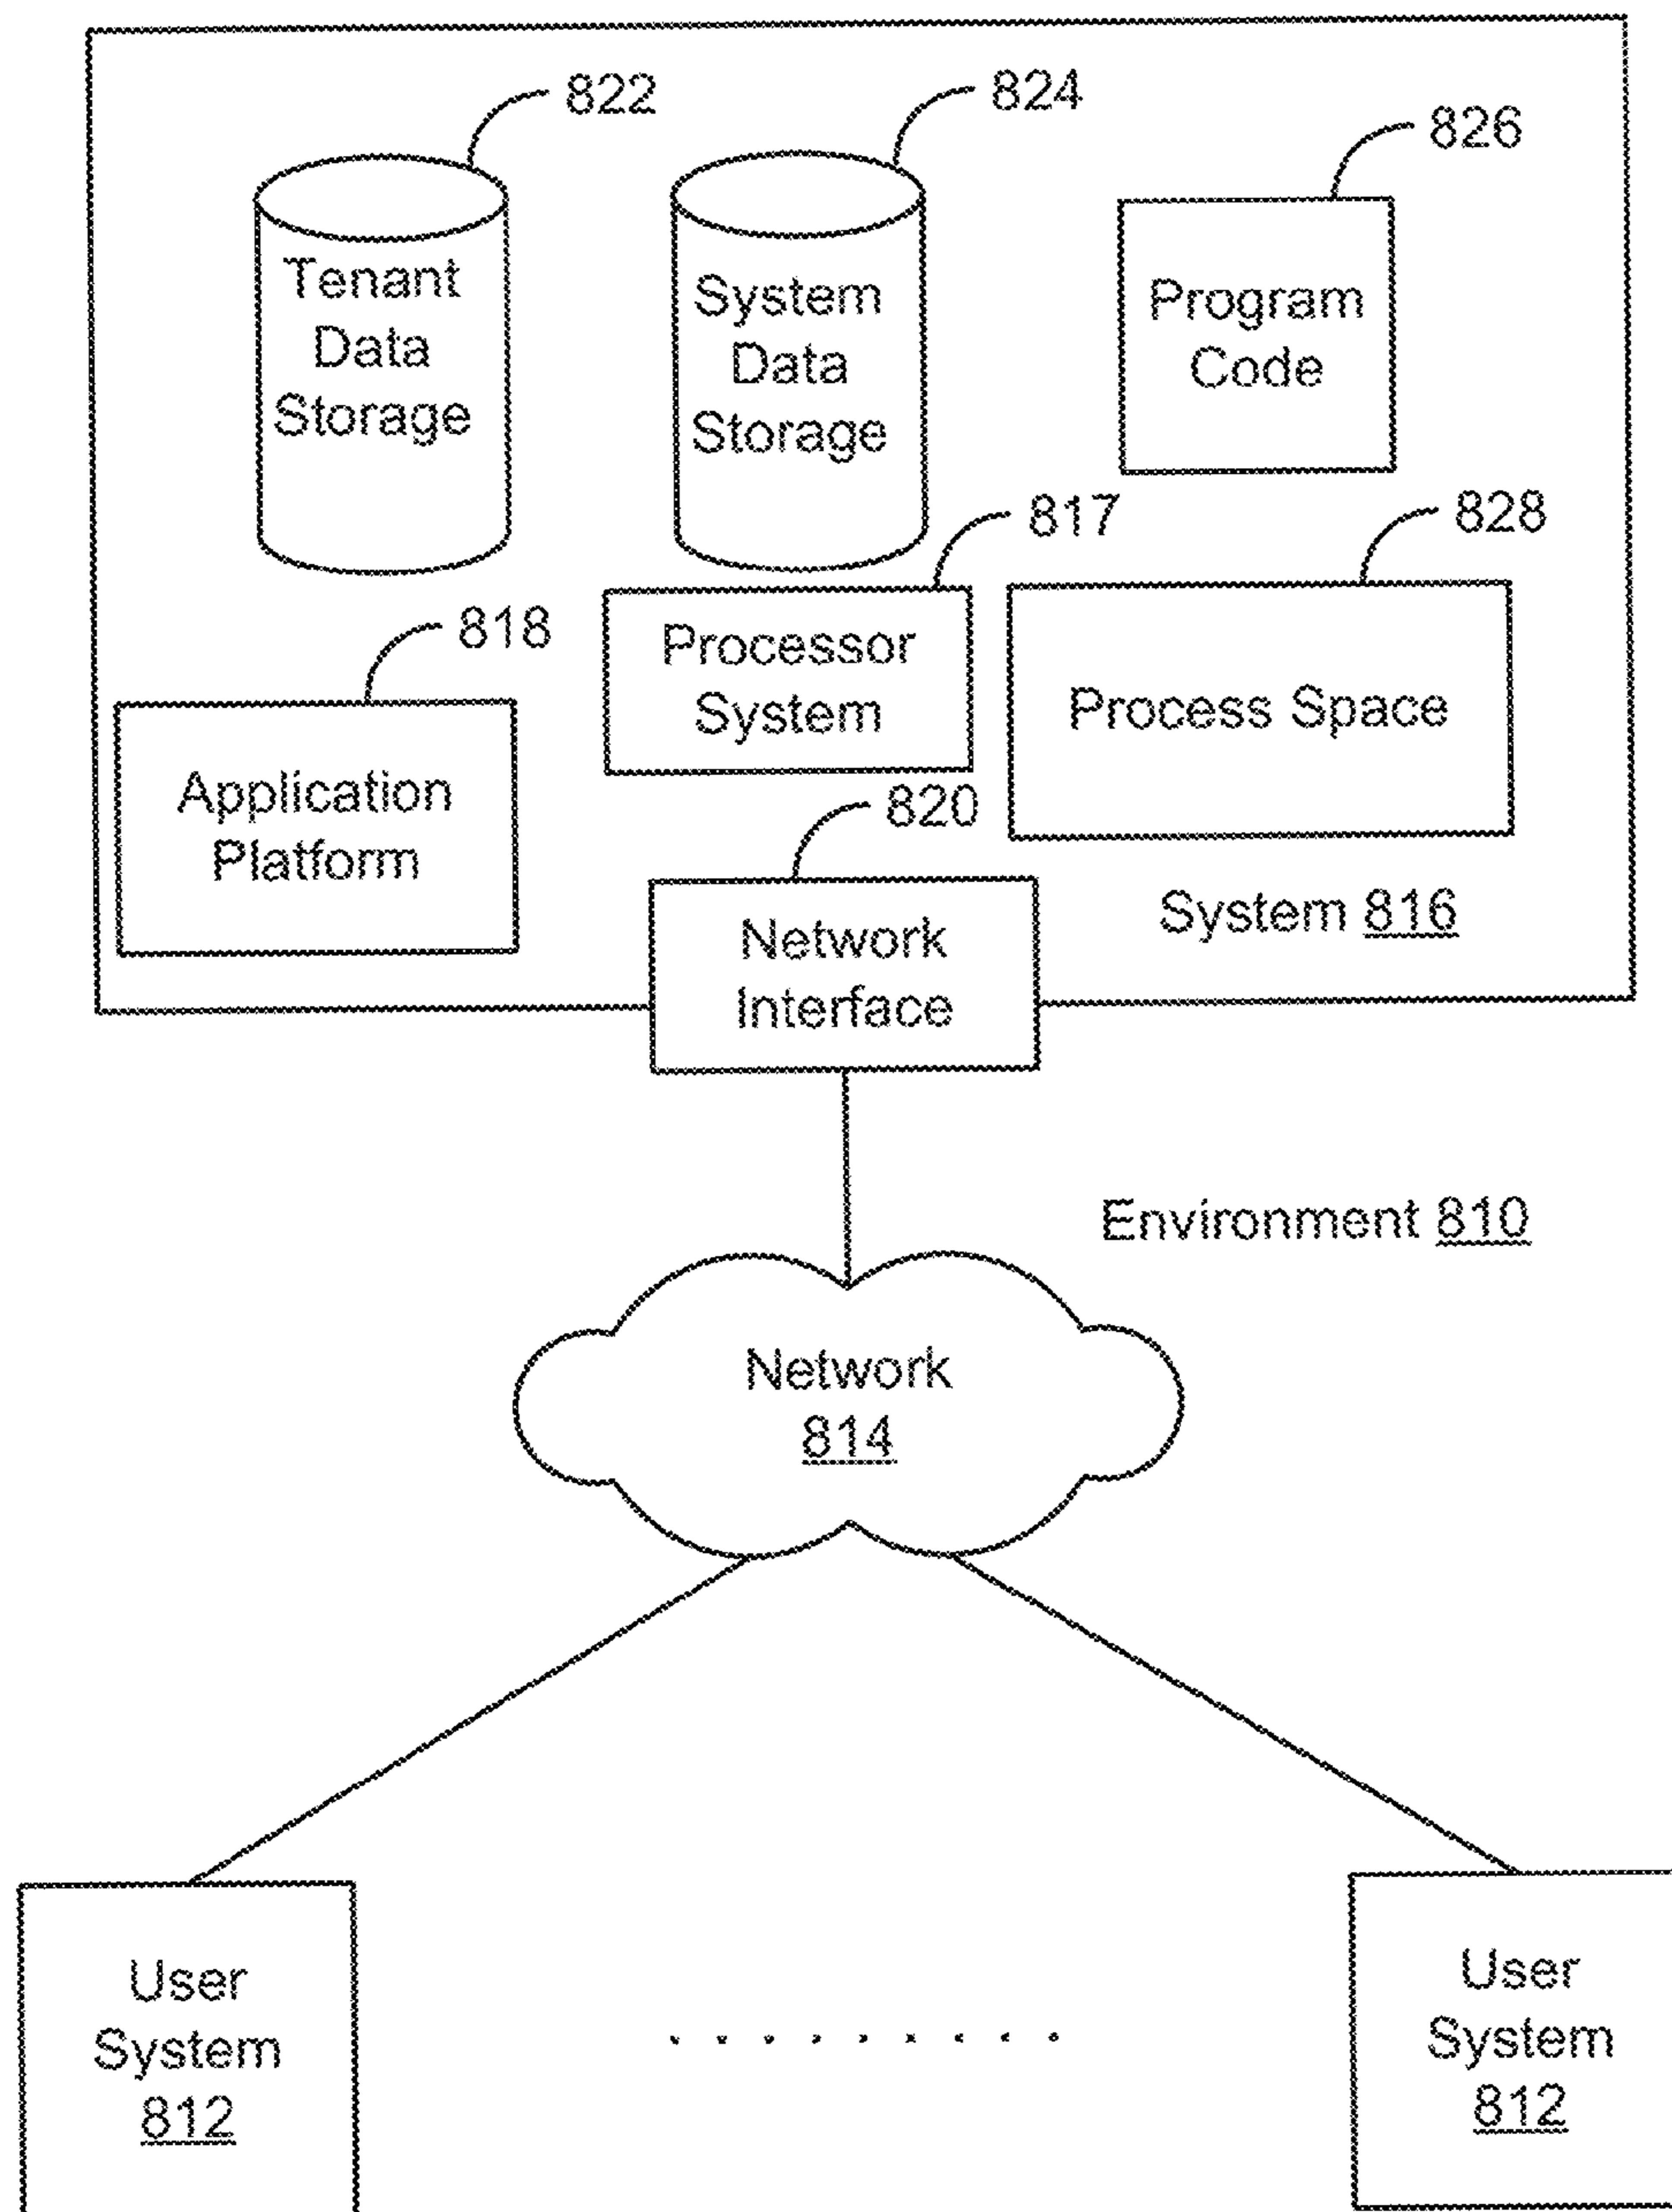 822
824
826
Tenant
Data
Storage
System
Data
Storage
Program
Code
817
828
818
Processor
System
Process Space
Application
Platform
820
Network
Interface
System 816
Environment 810
Network
814
User
System
812
User
System
812